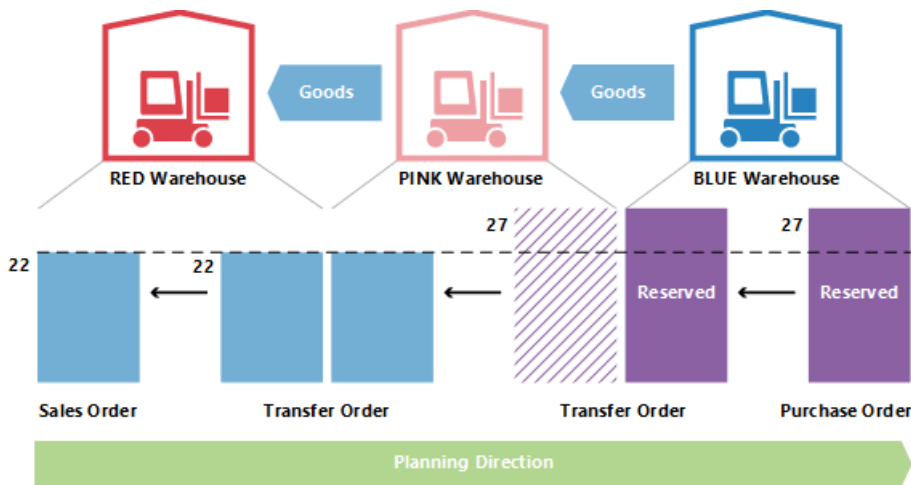 Goods
Goods
RED Warehouse
PINK Warehouse
BLUE Warehouse
27
27
22
22
Reserved
Reserved
Sales Order
Transfer Order
Transfer Order
Purchase Order
Planning Direction